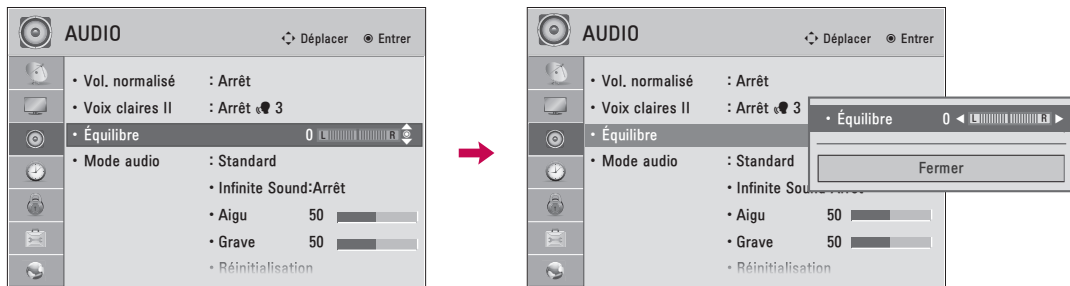 AUDIO
Déplacer Entrer
• Vol. normalisé : Arrêt
• Voix claires II : Arrêt 3
• Équilibre 0 L R
• Mode audio : Standard
• Infinite Sound:Arrêt
• Aigu 50
• Grave 50
• Réinitialisation
AUDIO
Déplacer Entrer
• Vol. normalisé : Arrêt
• Voix claires II : Arrêt 3
• Équilibre
• Mode audio : Standard
• Infinite Sou
• Aigu 50
• Grave 50
• Réinitialisation
• Équilibre 0 ◄ L R ►
Fermer